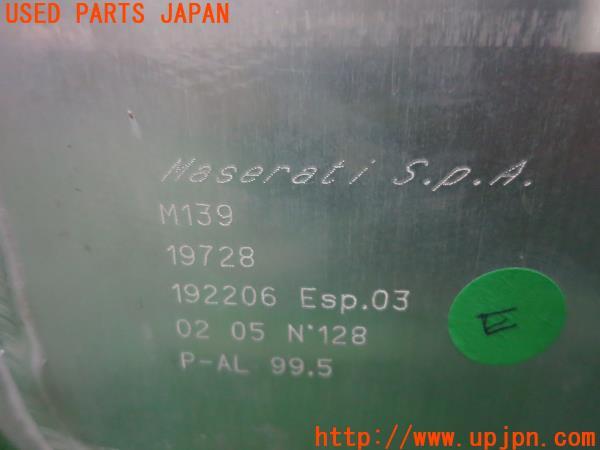 USED PARTS JAPAN
Maserati S.p.A.
M139
19728
192206 Esp.03
02 05 N°128
P-AL 99.5
E
http://www.upjpn.com/